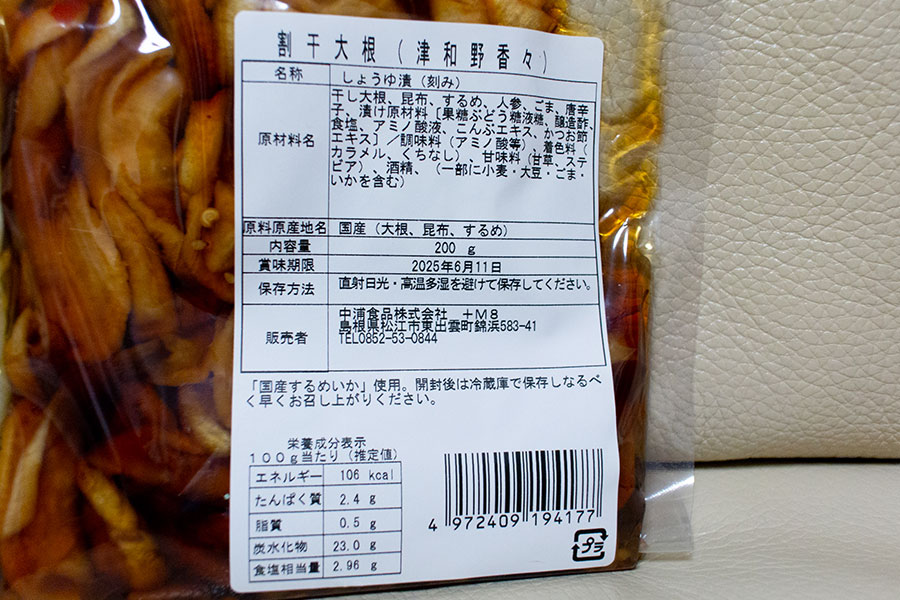 割干大根(津和野香々)
名称 しょうゆ漬(刻み)
原材料名 干し大根、昆布、するめ、人参、ごま、唐辛
子、漬け原材料[果糖ぶどう糖液糖、醸造酢、
食塩、アミノ酸液、こんぶエキス、かつお節
エキス]/調味料(アミノ酸等)、着色料(
カラメル、くちなし)、甘味料(甘草、ステ
ビア)、酒精、(一部に小麦・大豆・ごま・
いかを含む)
原料原産地名 国産(大根、昆布、するめ)
内容量 200 g
賞味期限 2025年6月11日
保存方法 直射日光・高温多湿を避けて保存してください。
販売者 中浦食品株式会社 +M8
島根県松江市東出雲町錦浜583-41
TEL0852-53-0844
「国産するめいか」使用。開封後は冷蔵庫で保存しなるべ
く早くお召し上がりください。
栄養成分表示
100g当たり(推定値)
エネルギー 106 kcal
たんぱく質 2.4 g
脂質 0.5 g
炭水化物 23.0 g
食塩相当量 2.96 g
4 972409 194177
プラ